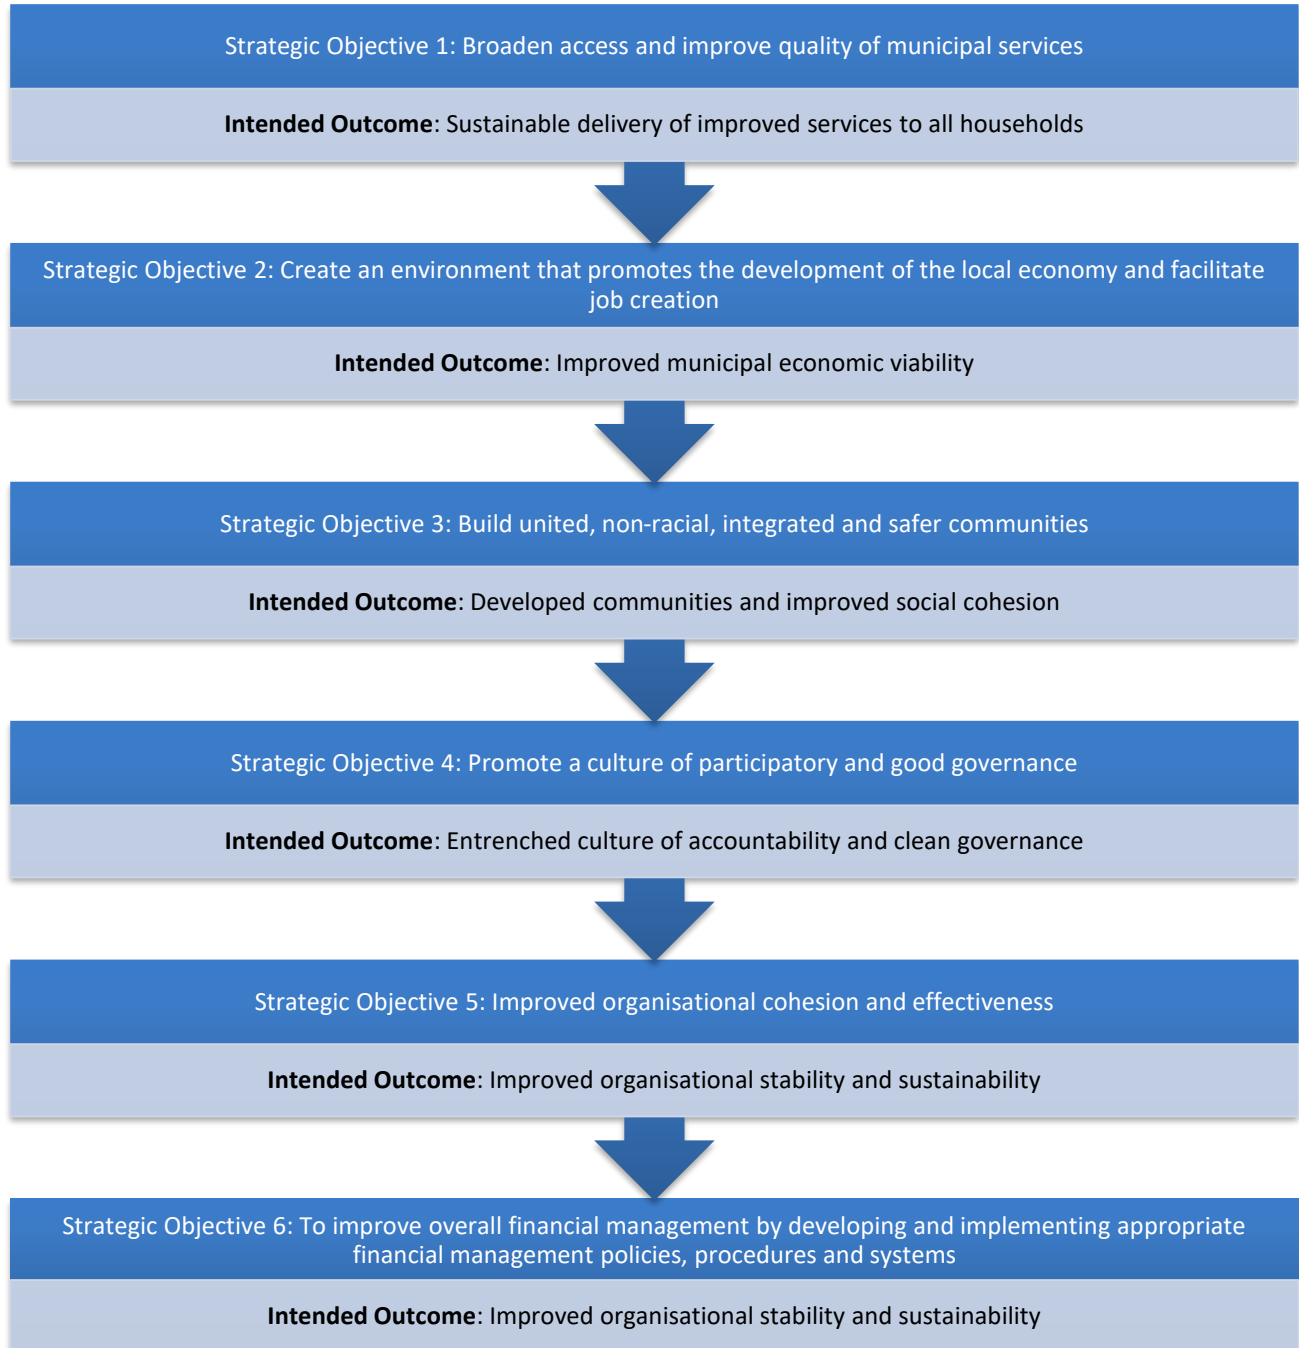 Strategic Objective 1: Broaden access and improve quality of municipal services
Intended Outcome: Sustainable delivery of improved services to all households
Strategic Objective 2: Create an environment that promotes the development of the local economy and facilitate
job creation
Intended Outcome: Improved municipal economic viability
Strategic Objective 3: Build united, non-racial, integrated and safer communities
Intended Outcome: Developed communities and improved social cohesion
Strategic Objective 4: Promote a culture of participatory and good governance
Intended Outcome: Entrenched culture of accountability and clean governance
Strategic Objective 5: Improved organisational cohesion and effectiveness
Intended Outcome: Improved organisational stability and sustainability
Strategic Objective 6: To improve overall financial management by developing and implementing appropriate
financial management policies, procedures and systems
Intended Outcome: Improved organisational stability and sustainability